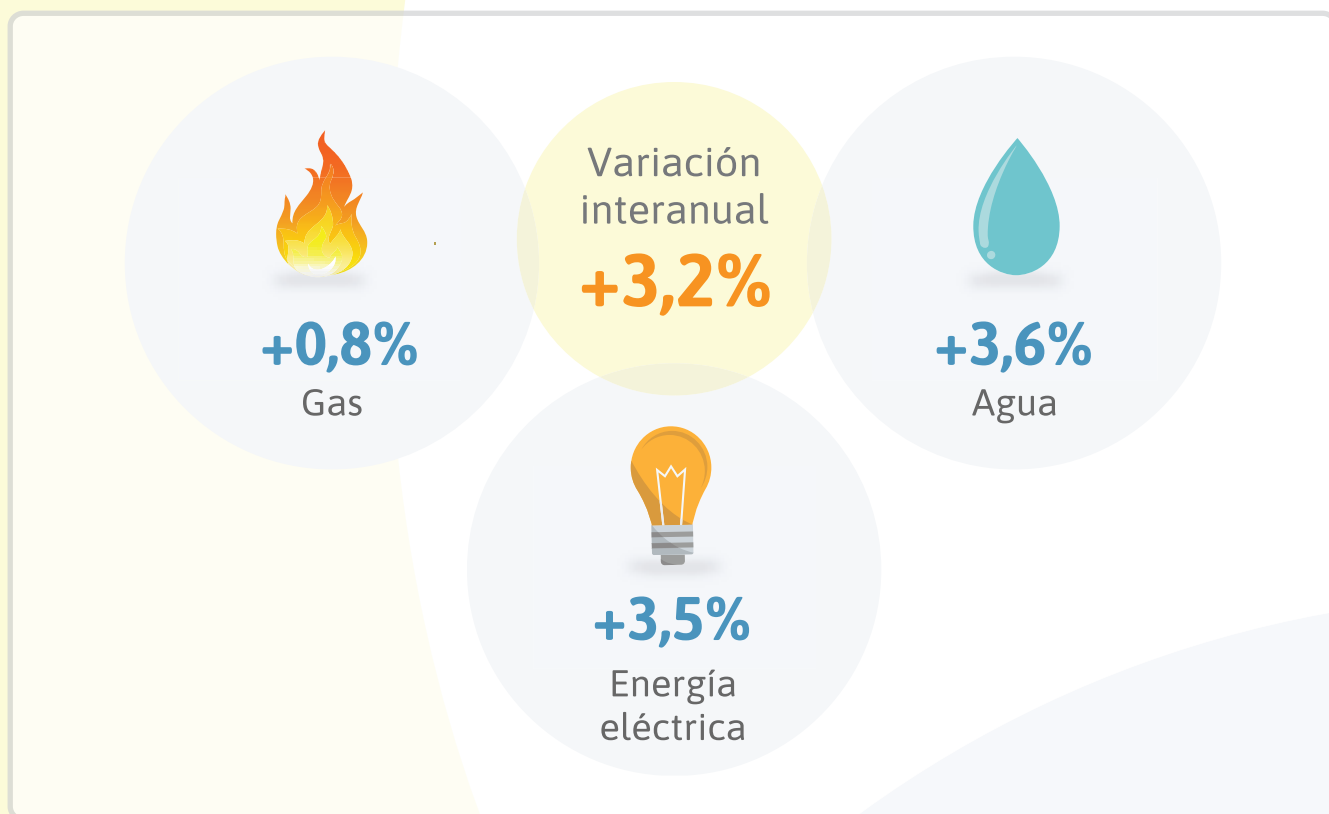 Variación
interanual
+3,2%
+0,8%
Gas
+3,6%
Agua
+3,5%
Energía
eléctrica